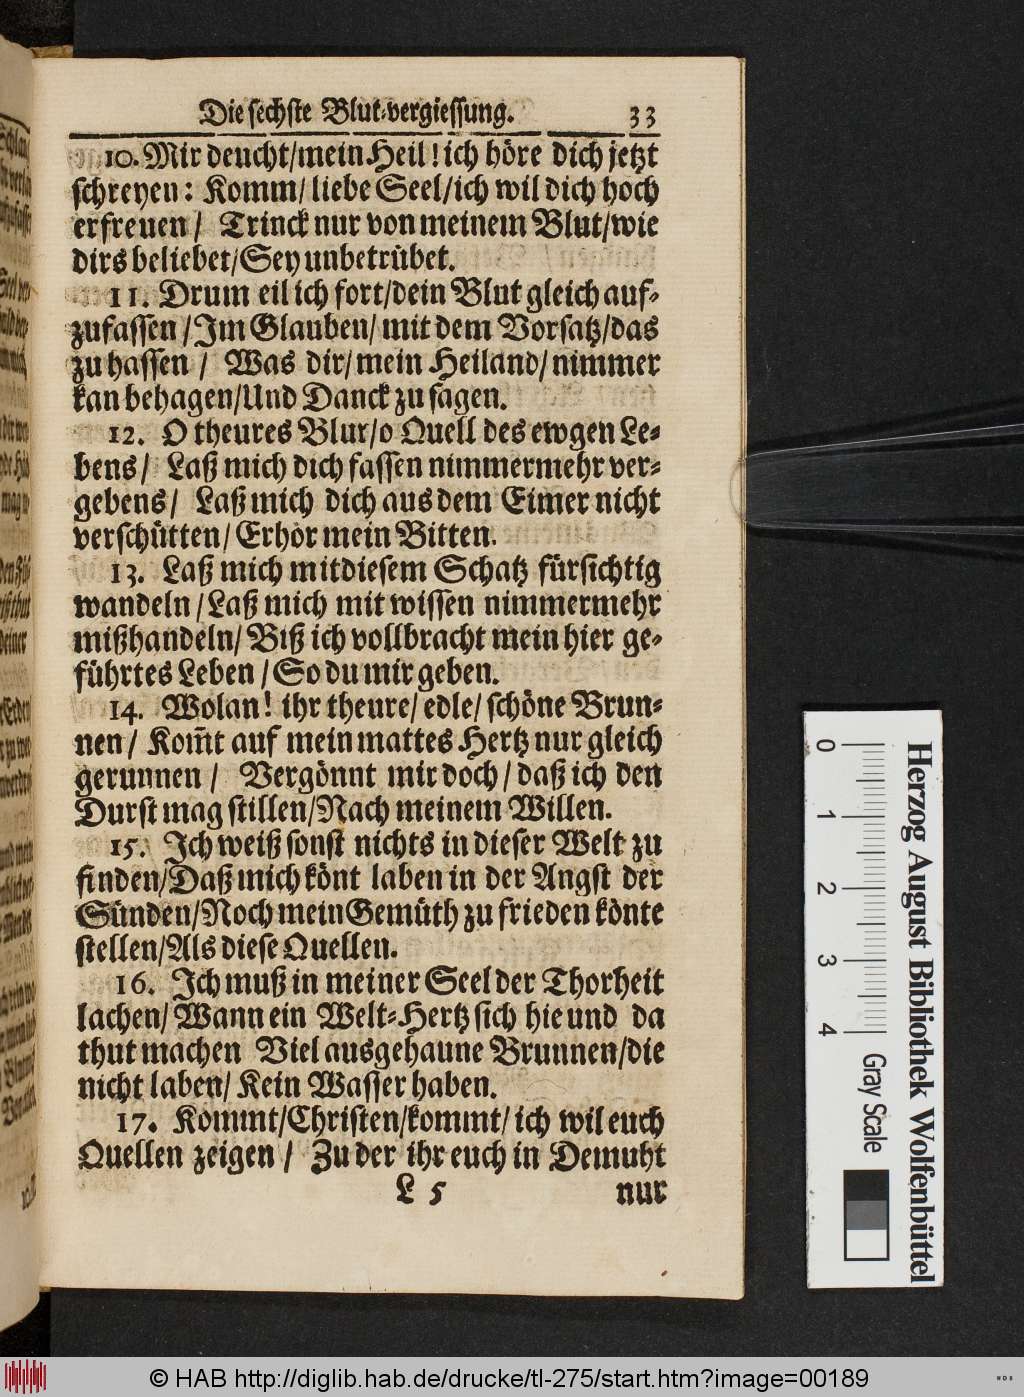 Die sechste Blut-vergiessung. 33
10. Mir deucht/mein Heil! ich höre dich jetzt
schreyen: Komm/ liebe Seel/ich wil dich hoch
erfreuen/ Trinck nur von meinem Blut/wie
dirs beliebet/Sey unbetrübet.
11. Drum eil ich fort/dein Blut gleich auf-
zufassen/Im Glauben/ mit dem Vorsatz/das
zu hassen/ Was dir/mein Heiland/nimmer
kan behagen/Und Danck zu sagen.
12. O theures Blut/o Quell des ewgen Le-
bens/ Laß mich dich fassen nimmermehr ver-
gebens/ Laß mich dich aus dem Eimer nicht
verschütten/Erhör mein Bitten.
13. Laß mich mit diesem Schatz fürsichtig
wandeln/Laß mich mit wissen nimmermehr
mißhandeln/ Biß ich vollbracht mein hier ge-
führtes Leben/So du mir geben.
14. Wolan! ihr theure/ edle/ schöne Brun-
nen/ Kom̃t auf mein mattes Hertz nur gleich
gerunnen/ Vergönnt mir doch/daß ich den
Durst mag stillen/Nach meinem Willen.
15. Ich weiß sonst nichts in dieser Welt zu
finden/Daß mich könt laben in der Angst der
Sünden/Noch mein Gemüth zu frieden könte
stellen/Als diese Quellen.
16. Ich muß in meiner Seel der Thorheit
lachen/ Wann ein Welt-Hertz sich hie und da
thut machen Viel ausgehaune Brunnen/die
nicht laben/ Kein Wasser haben.
17. Kommt/Christen/kommt/ ich wil euch
Quellen zeigen/ Zu der ihr euch in Demuht
L 5 nur
Herzog August Bibliothek Wolfenbüttel
0 1 2 3 4 Gray Scale
© HAB http://diglib.hab.de/drucke/tl-275/start.htm?image=00189